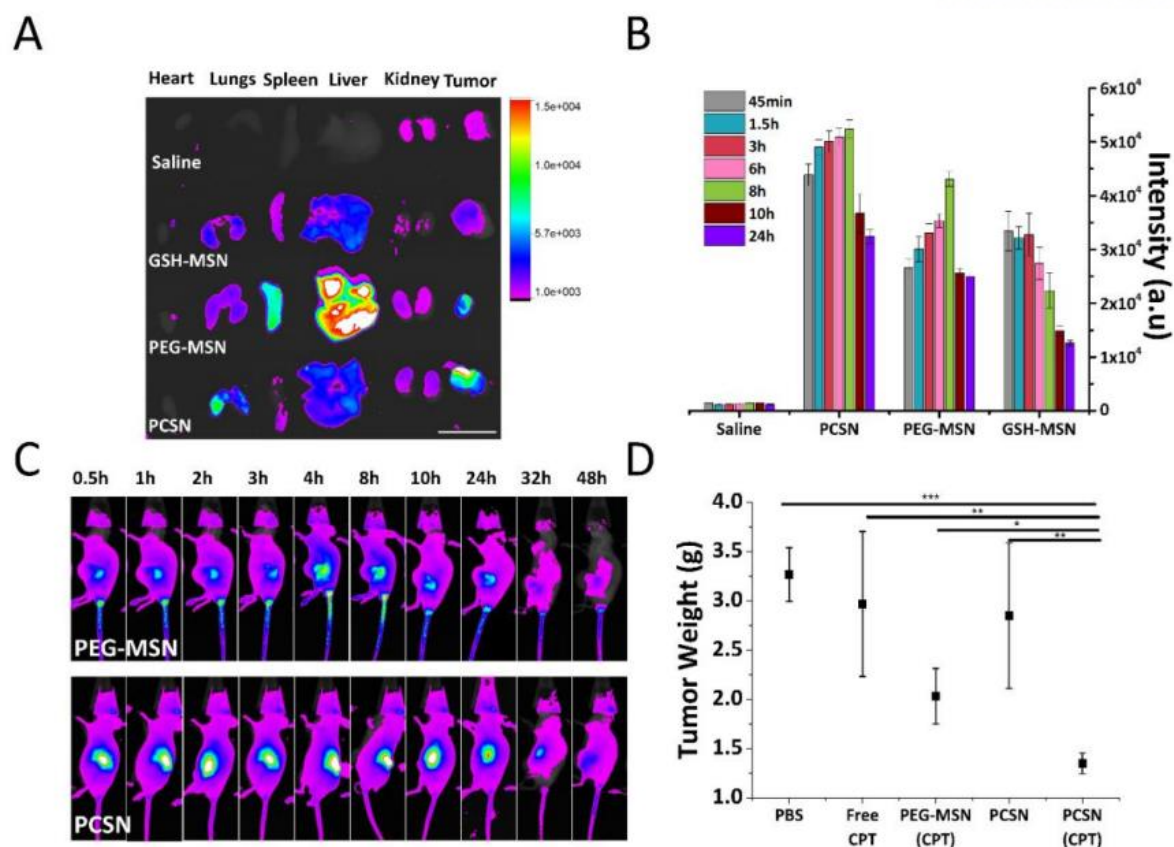 A
Heart Lungs Spleen Liver Kidney Tumor
Saline
GSH-MSN
PEG-MSN
PCSN
1.5e+004
1.0e+004
5.7e+003
1.0e+003
B
45min
1.5h
3h
6h
8h
10h
24h
6x10⁴
5x10⁴
4x10⁴
3x10⁴
2x10⁴
1x10⁴
0
Intensity (a.u)
Saline PCSN PEG-MSN GSH-MSN
C
0.5h 1h 2h 3h 4h 8h 10h 24h 32h 48h
PEG-MSN
PCSN
D
Tumor Weight (g)
4.0
3.5
3.0
2.5
2.0
1.5
1.0
***
**
*
**
PBS Free PEG-MSN PCSN PCSN
CPT (CPT) (CPT)